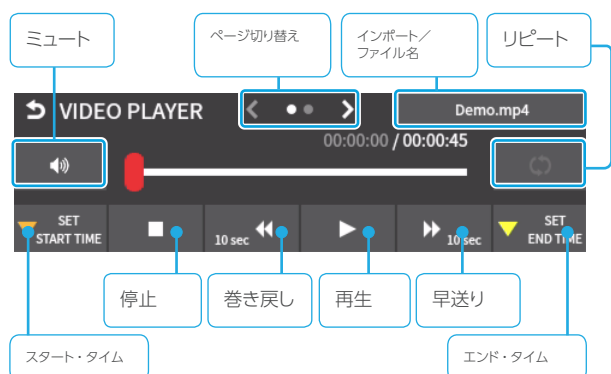 ミュート
ページ切り替え
インポート／
ファイル名
リピート
VIDEO PLAYER
Demo.mp4
00:00:00 / 00:00:45
SET
START TIME
10 sec
10 sec
SET
END TIME
停止
巻き戻し
再生
早送り
スタート・タイム
エンド・タイム